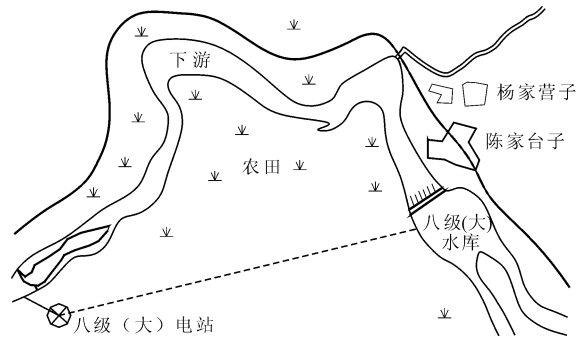 下游
杨家营子
陈家台子
农田
八级(大)
水库
八级（大）电站